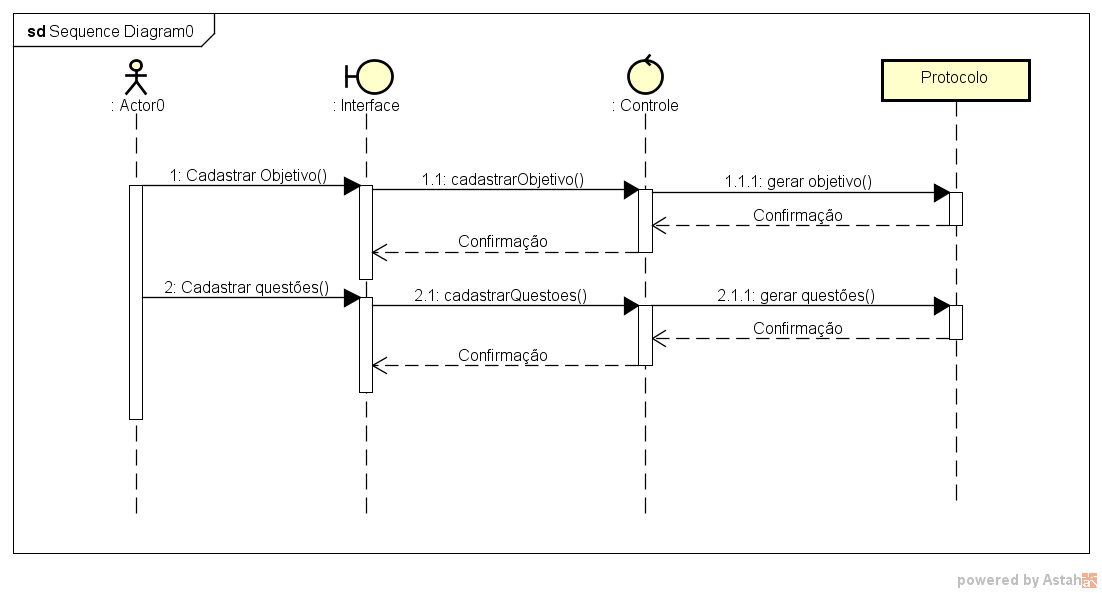 sd Sequence Diagram0
: Actor0
: Interface
: Controle
Protocolo
1: Cadastrar Objetivo()
1.1: cadastrarObjetivo()
1.1.1: gerar objetivo()
Confirmação
Confirmação
2: Cadastrar questões()
2.1: cadastrarQuestoes()
2.1.1: gerar questões()
Confirmação
Confirmação
powered by Astah